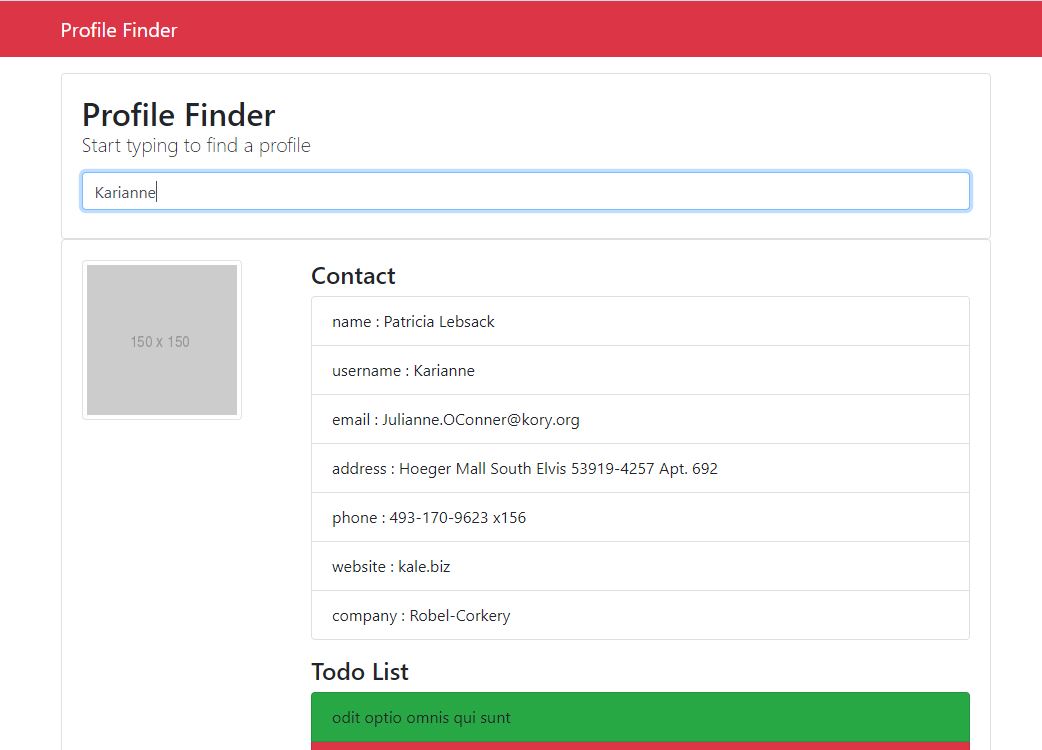 Profile Finder
Profile Finder
Start typing to find a profile
Karianne
150 x 150
Contact
name : Patricia Lebsack
username : Karianne
email : Julianne.OConner@kory.org
address : Hoeger Mall South Elvis 53919-4257 Apt. 692
phone : 493-170-9623 x156
website : kale.biz
company : Robel-Corkery
Todo List
odit optio omnis qui sunt